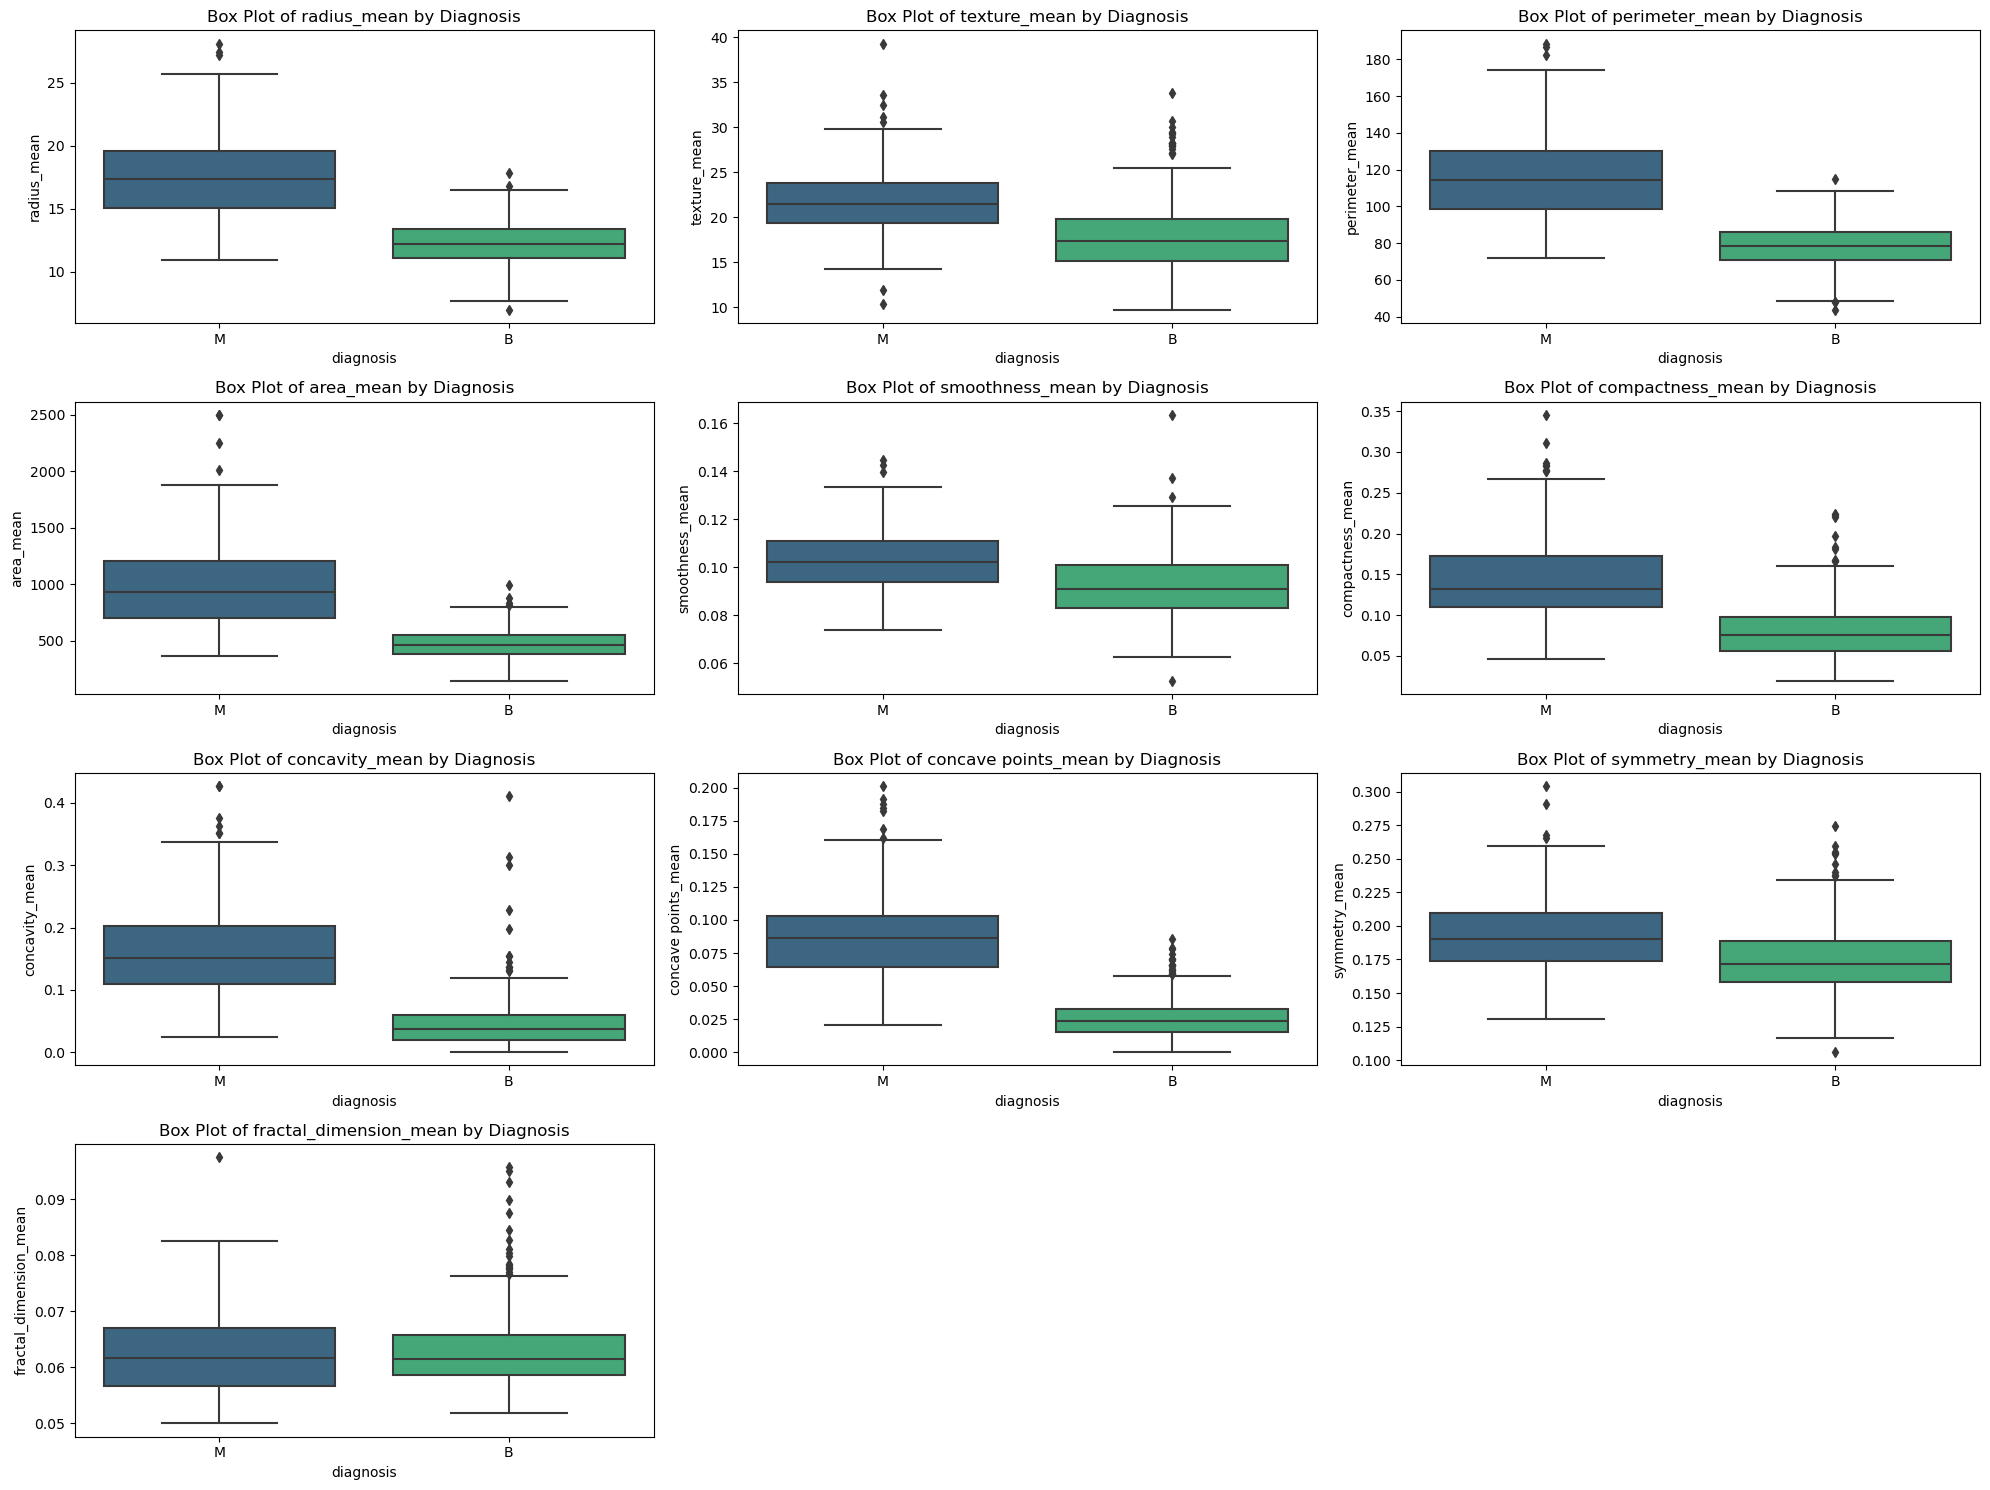 Box Plot of radius_mean by Diagnosis
radius_mean
25
20
15
10
M
B
diagnosis
Box Plot of texture_mean by Diagnosis
texture_mean
40
35
30
25
20
15
10
M
B
diagnosis
Box Plot of perimeter_mean by Diagnosis
perimeter_mean
180
160
140
120
100
80
60
40
M
B
diagnosis
Box Plot of area_mean by Diagnosis
area_mean
2500
2000
1500
1000
500
M
B
diagnosis
Box Plot of smoothness_mean by Diagnosis
smoothness_mean
0.16
0.14
0.12
0.10
0.08
0.06
M
B
diagnosis
Box Plot of compactness_mean by Diagnosis
compactness_mean
0.35
0.30
0.25
0.20
0.15
0.10
0.05
M
B
diagnosis
Box Plot of concavity_mean by Diagnosis
concavity_mean
0.4
0.3
0.2
0.1
0.0
M
B
diagnosis
Box Plot of concave points_mean by Diagnosis
concave points_mean
0.200
0.175
0.150
0.125
0.100
0.075
0.050
0.025
0.000
M
B
diagnosis
Box Plot of symmetry_mean by Diagnosis
symmetry_mean
0.300
0.275
0.250
0.225
0.200
0.175
0.150
0.125
0.100
M
B
diagnosis
Box Plot of fractal_dimension_mean by Diagnosis
fractal_dimension_mean
0.09
0.08
0.07
0.06
0.05
M
B
diagnosis